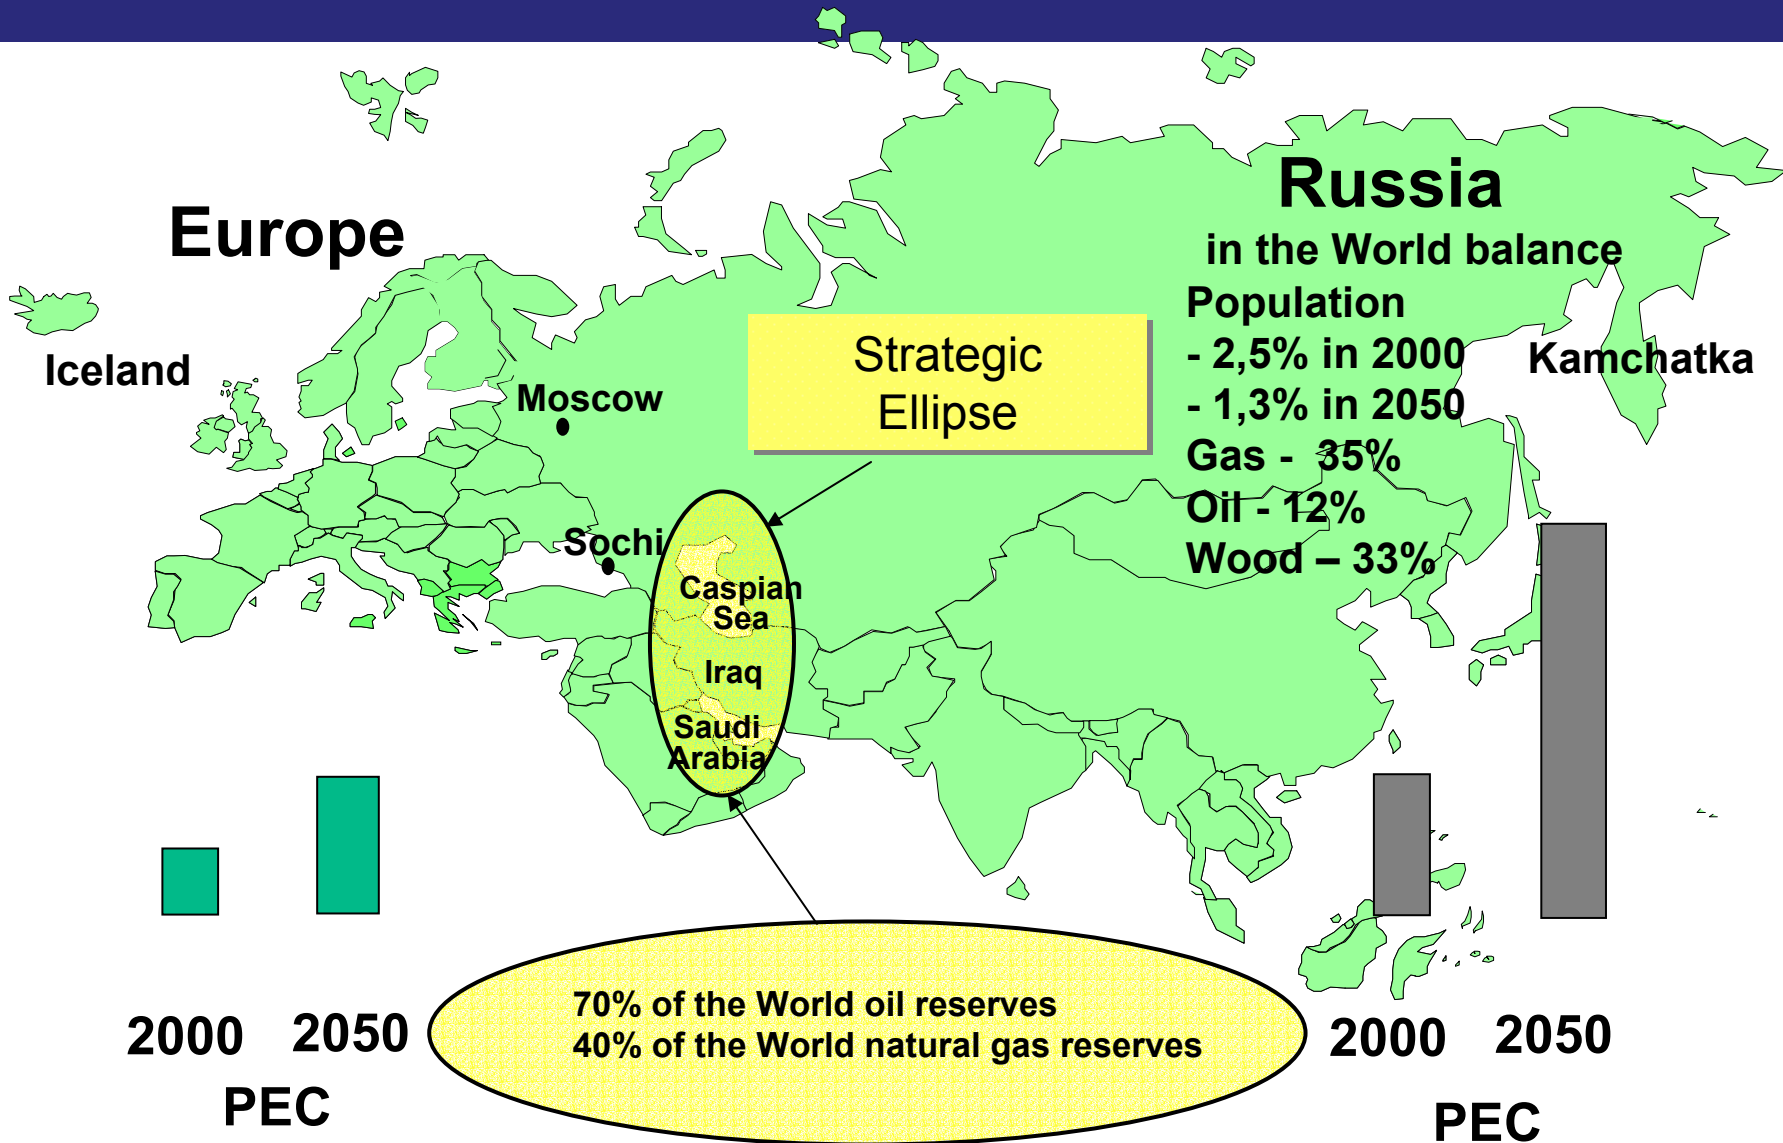 Europe
Russia
in the World balance
Population
- 2,5% in 2000
- 1,3% in 2050
Gas -  35%
Oil - 12%
Wood – 33%
Iceland
Kamchatka
Strategic
Ellipse
Moscow
Sochi
Caspian
Sea
Iraq
Saudi
Arabia
70% of the World oil reserves
40% of the World natural gas reserves
2000 2050
PEC
2000 2050
PEC